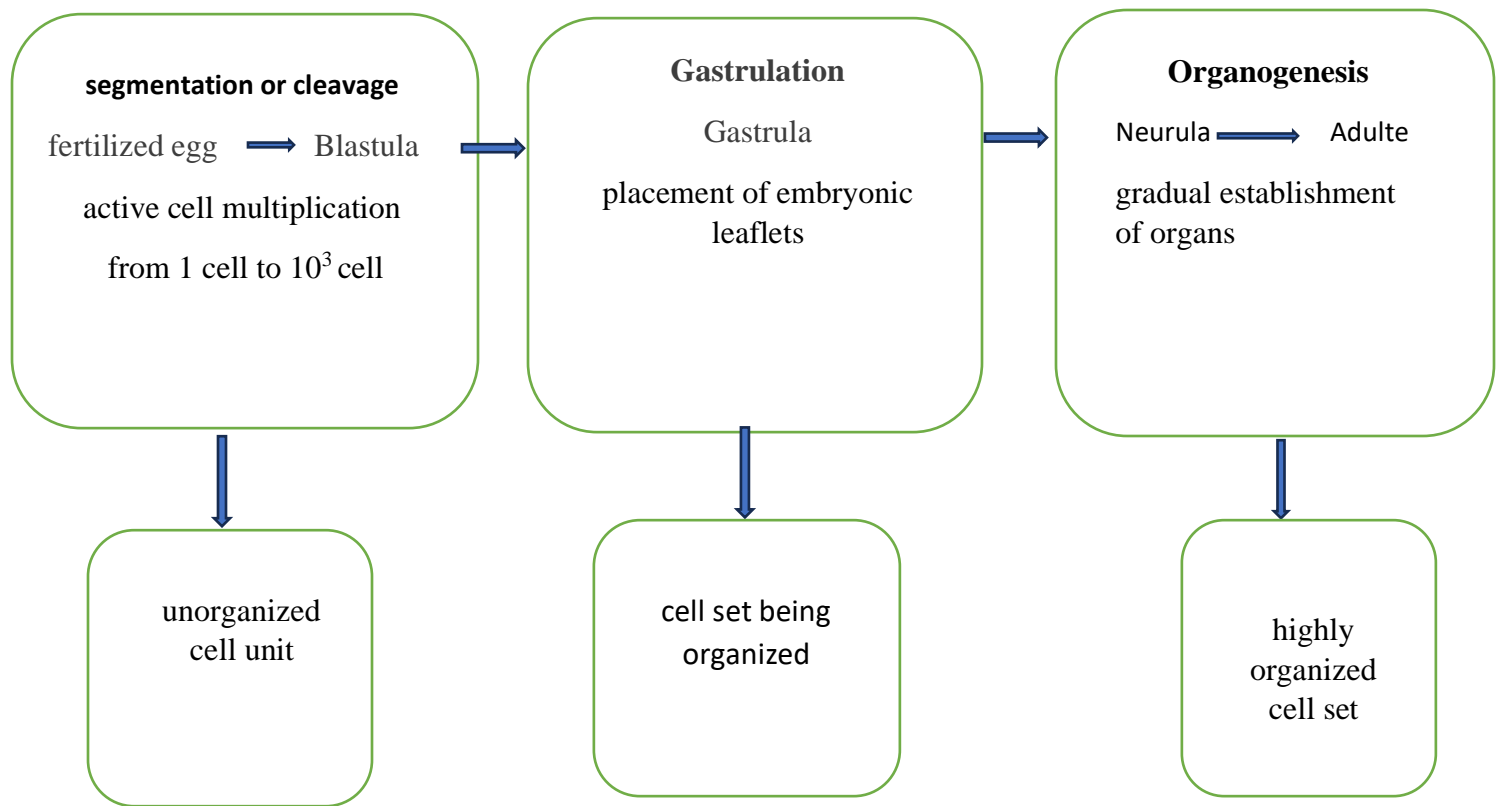 segmentation or cleavage
fertilized egg Blastula
active cell multiplication
from 1 cell to 10³ cell
Gastrulation
Gastrula
placement of embryonic
leaflets
Organogenesis
Neurula Adulte
gradual establishment
of organs
unorganized
cell unit
cell set being
organized
highly
organized
cell set